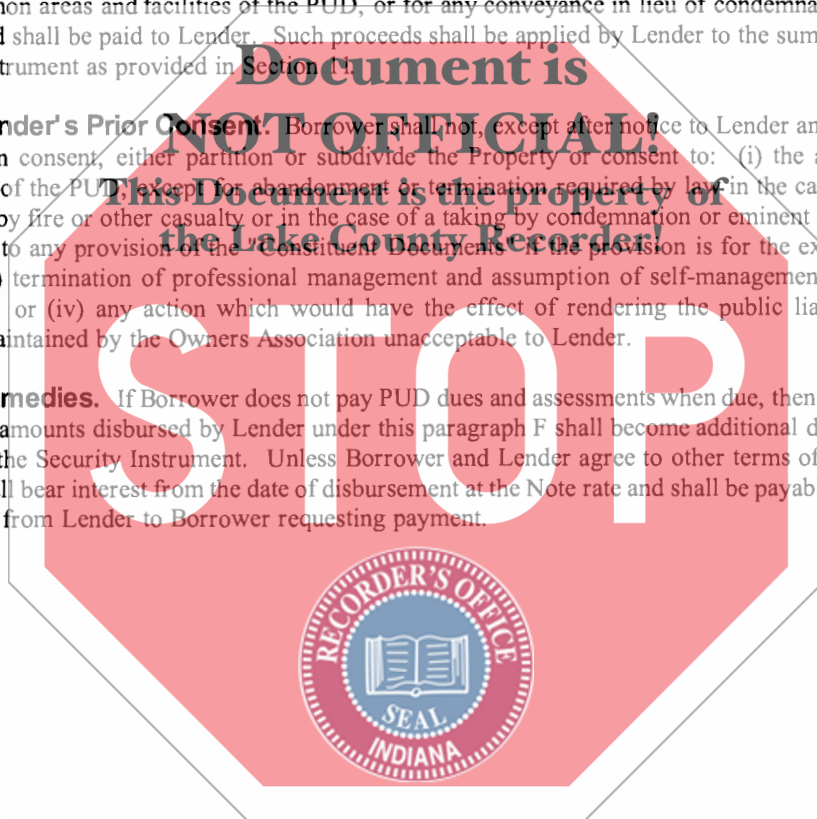 non areas and facilities of the PUD, or for any conveyance in lieu of condemna
d shall be paid to Lender. Such proceeds shall be applied by Lender to the sum
trument as provided in Section 11.
Document is
nder's Prior Consent. Borrower shall not, except after notice to Lender an
NOT OFFICIAL!
n consent, either partition or subdivide the Property or consent to: (i) the a
of the PUD, except for abandonment or termination required by law in the ca
This Document is the property of
by fire or other casualty or in the case of a taking by condemnation or eminent
to any provision of the "Constituent Documents" if the provision is for the ex
the Lake County Recorder!
) termination of professional management and assumption of self-managemen
or (iv) any action which would have the effect of rendering the public lia
aintained by the Owners Association unacceptable to Lender.
STOP
medies. If Borrower does not pay PUD dues and assessments when due, then
amounts disbursed by Lender under this paragraph F shall become additional d
the Security Instrument. Unless Borrower and Lender agree to other terms of
ll bear interest from the date of disbursement at the Note rate and shall be payab
from Lender to Borrower requesting payment.
RECORDER'S OFFICE
SEAL
INDIANA